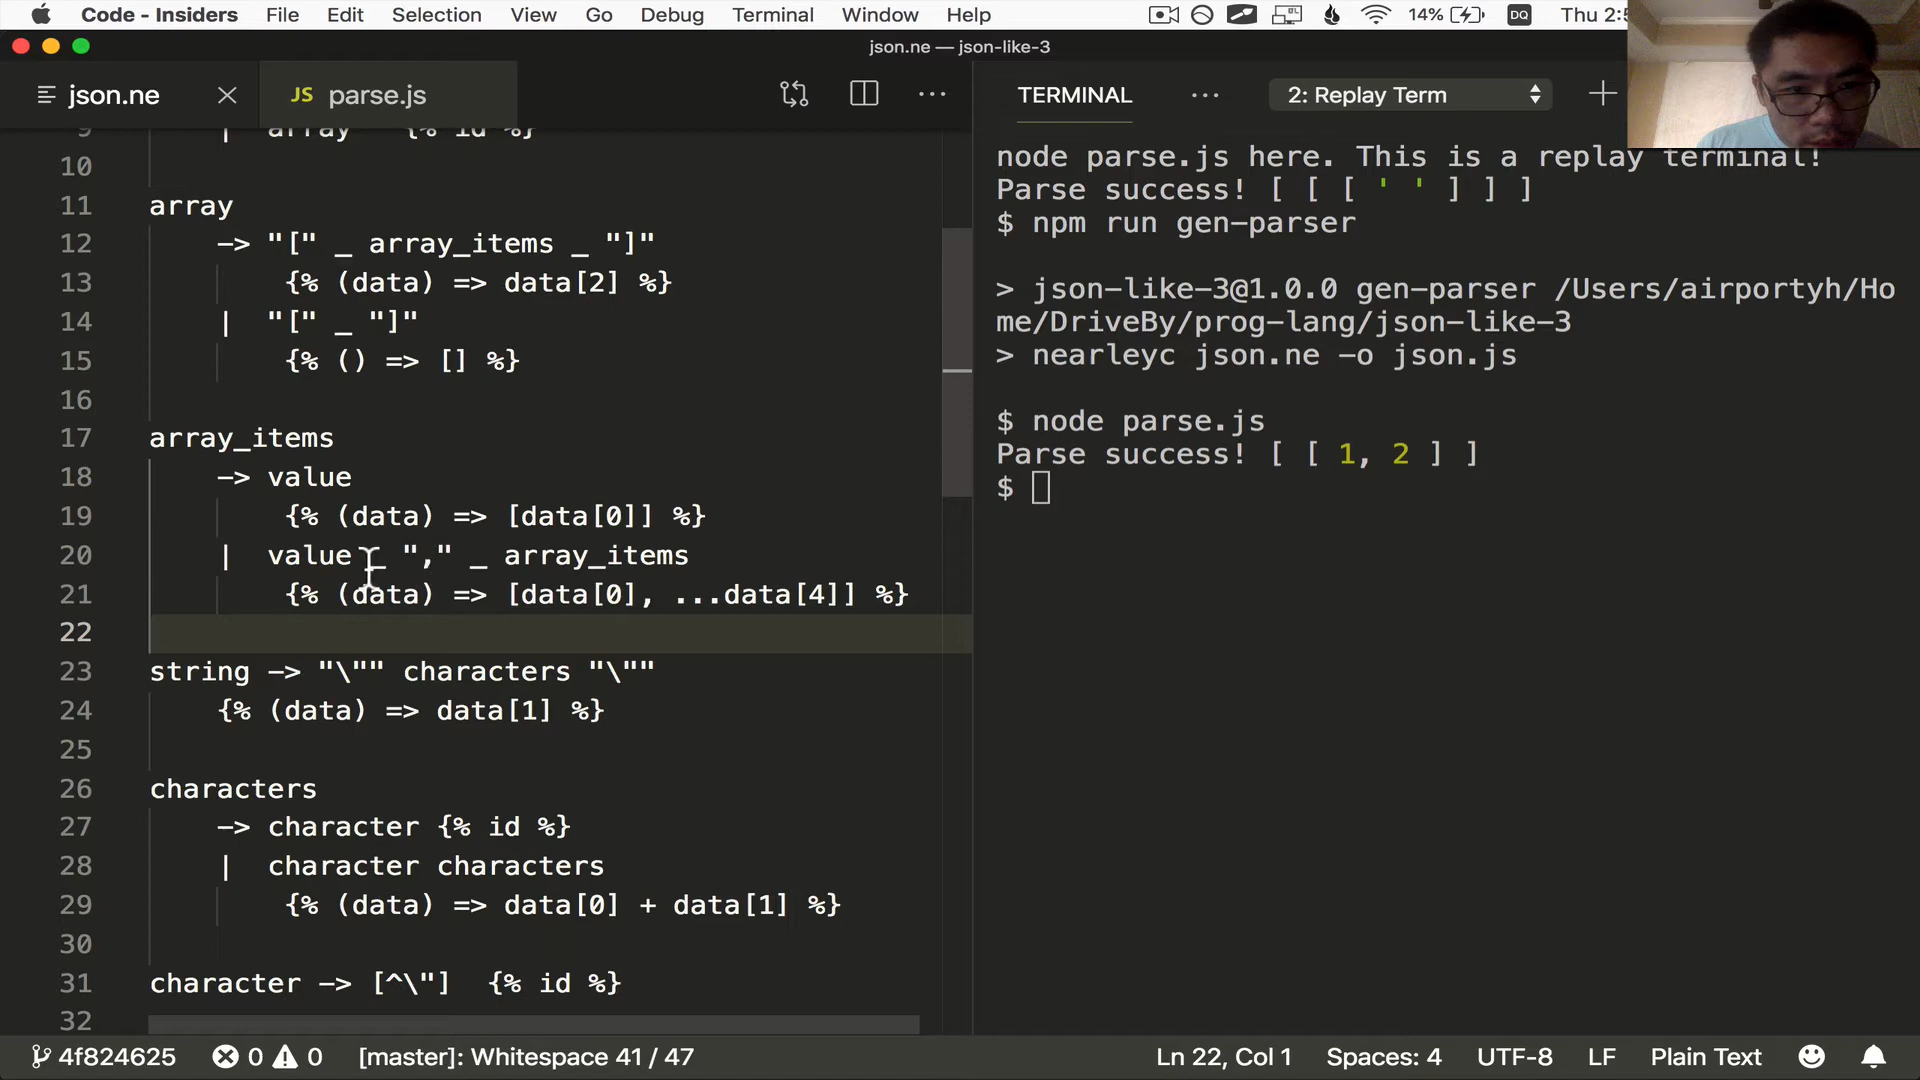 Code - Insiders File Edit Selection View Go Debug Terminal Window Help 14% DQ Thu
json.ne — json-like-3
json.ne JS parse.js
TERMINAL ... 2: Replay Term
9 | array {% id %}
10
11 array
12 -> "[" _ array_items _ "]"
13 {% (data) => data[2] %}
14 | "[" _ "]"
15 {% () => [] %}
16
17 array_items
18 -> value
19 {% (data) => [data[0]] %}
20 | value _ "," _ array_items
21 {% (data) => [data[0], ...data[4]] %}
22
23 string -> "\"" characters "\""
24 {% (data) => data[1] %}
25
26 characters
27 -> character {% id %}
28 | character characters
29 {% (data) => data[0] + data[1] %}
30
31 character -> [^\"] {% id %}
32
node parse.js here. This is a replay terminal!
Parse success! [ [ [ ' ' ] ] ]
$ npm run gen-parser
> json-like-3@1.0.0 gen-parser /Users/airportyh/Ho
me/DriveBy/prog-lang/json-like-3
> nearleyc json.ne -o json.js
$ node parse.js
Parse success! [ [ 1, 2 ] ]
$
4f824625 0 0 [master]: Whitespace 41 / 47 Ln 22, Col 1 Spaces: 4 UTF-8 LF Plain Text